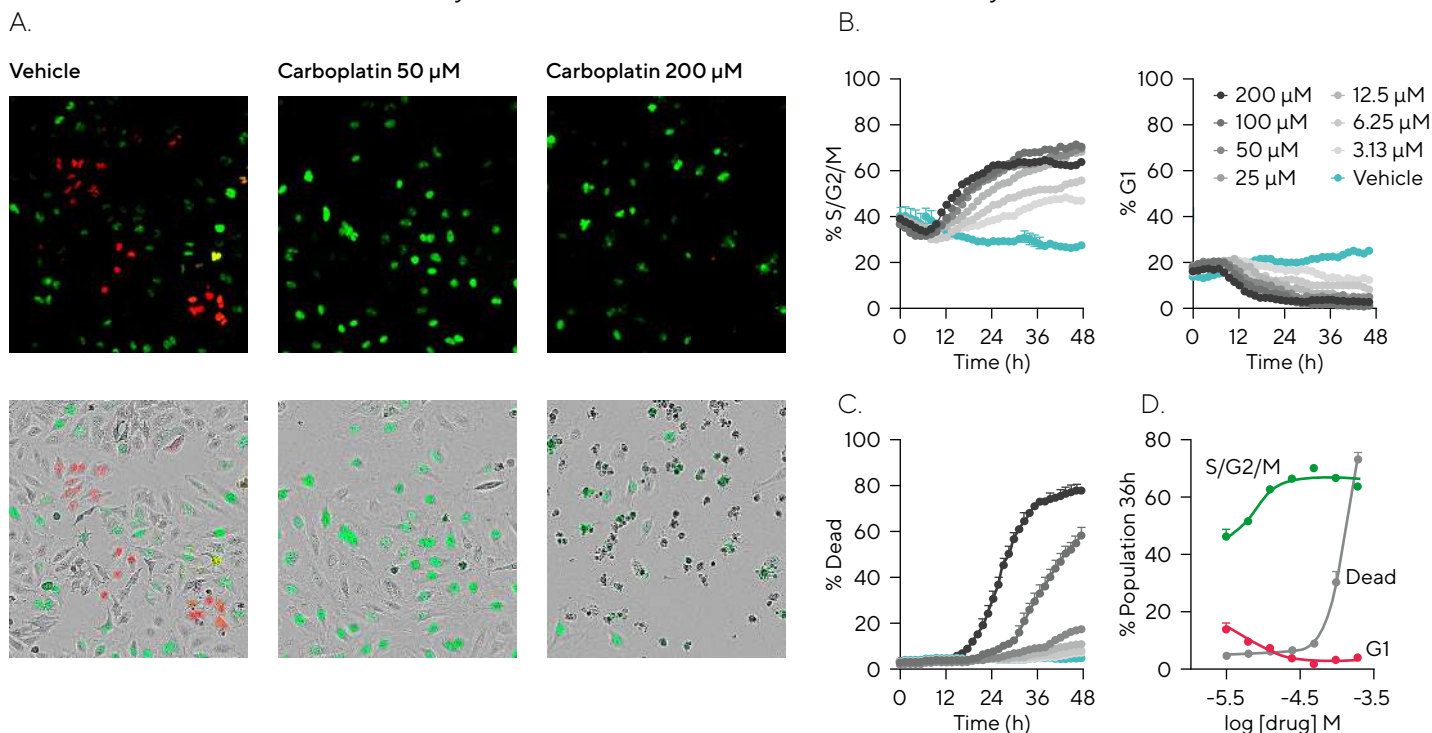 A.
Vehicle
Carboplatin 50 µM
Carboplatin 200 µM
B.
% S/G2/M
100
80
60
40
20
0
0 12 24 36 48
Time (h)
% G1
100
80
60
40
20
0
0 12 24 36 48
Time (h)
200 µM
100 µM
50 µM
25 µM
12.5 µM
6.25 µM
3.13 µM
Vehicle
C.
% Dead
100
80
60
40
20
0
0 12 24 36 48
Time (h)
D.
% Population 36h
80
60
40
20
0
S/G2/M
Dead
G1
-5.5 -4.5 -3.5
log [drug] M